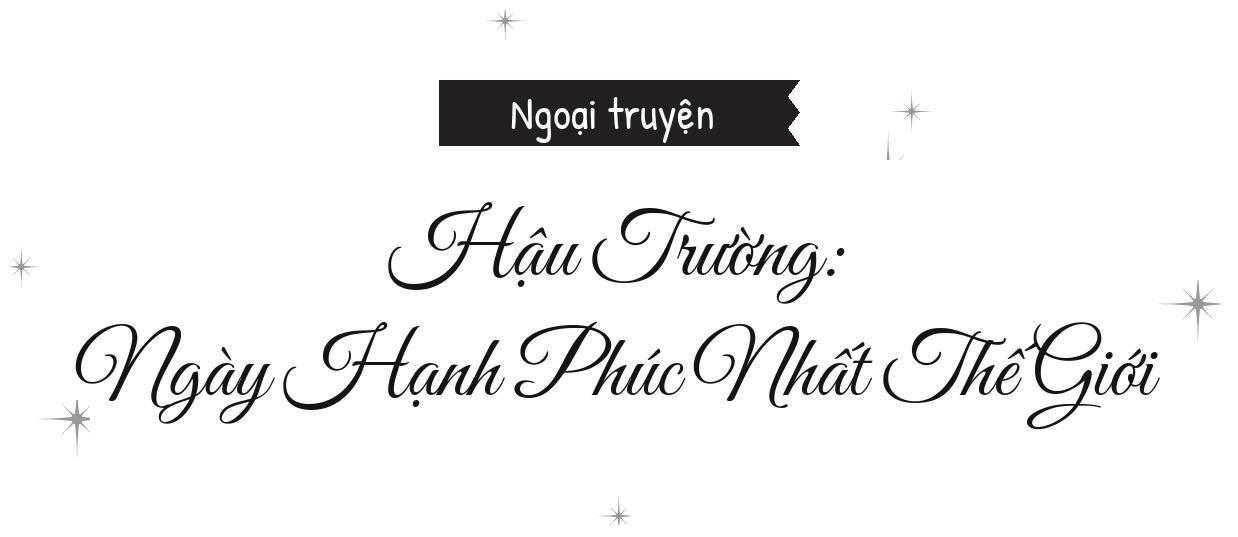 Ngoại truyện
Hậu Trường:
Ngày Hạnh Phúc Nhất Thế Giới